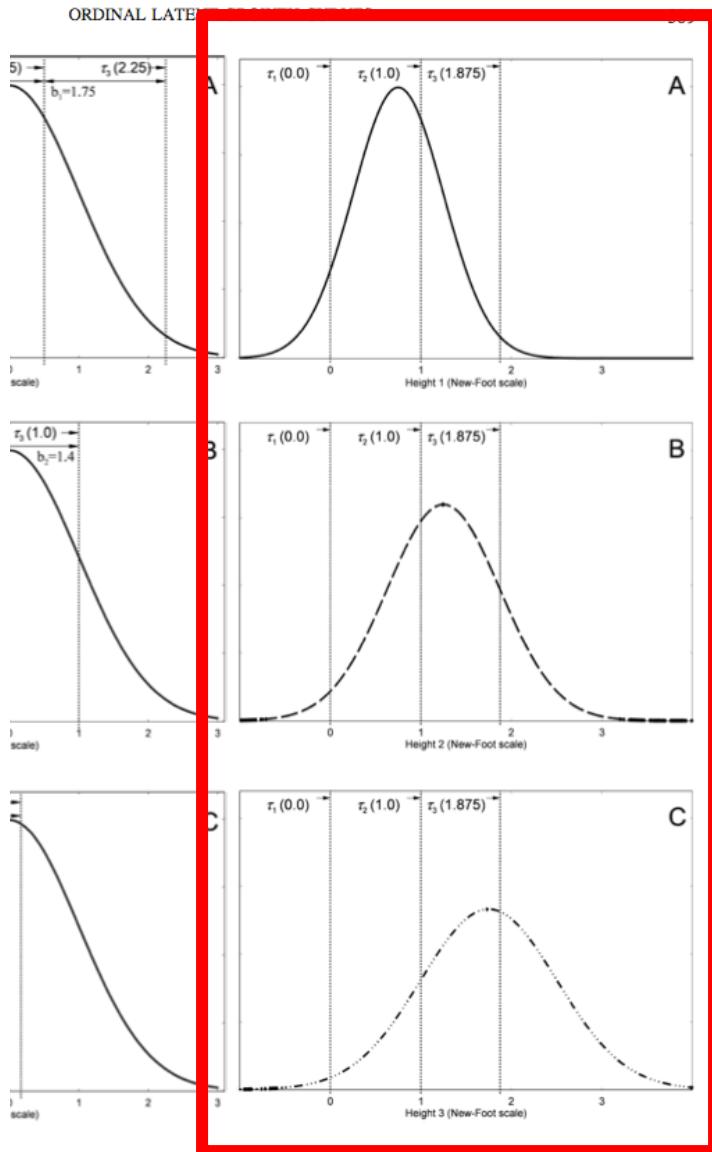 ORDINAL LATENT
τ₃ (2.25)
b₁=1.75
A
0 1 2 3
scale)
τ₁ (0.0) τ₂ (1.0) τ₃ (1.875)
A
0 1 2 3
Height 1 (New-Foot scale)
τ₃ (1.0)
b₂=1.4
B
1 2 3
scale)
τ₁ (0.0) τ₂ (1.0) τ₃ (1.875)
B
0 1 2 3
Height 2 (New-Foot scale)
C
1 2 3
scale)
τ₁ (0.0) τ₂ (1.0) τ₃ (1.875)
C
0 1 2 3
Height 3 (New-Foot scale)